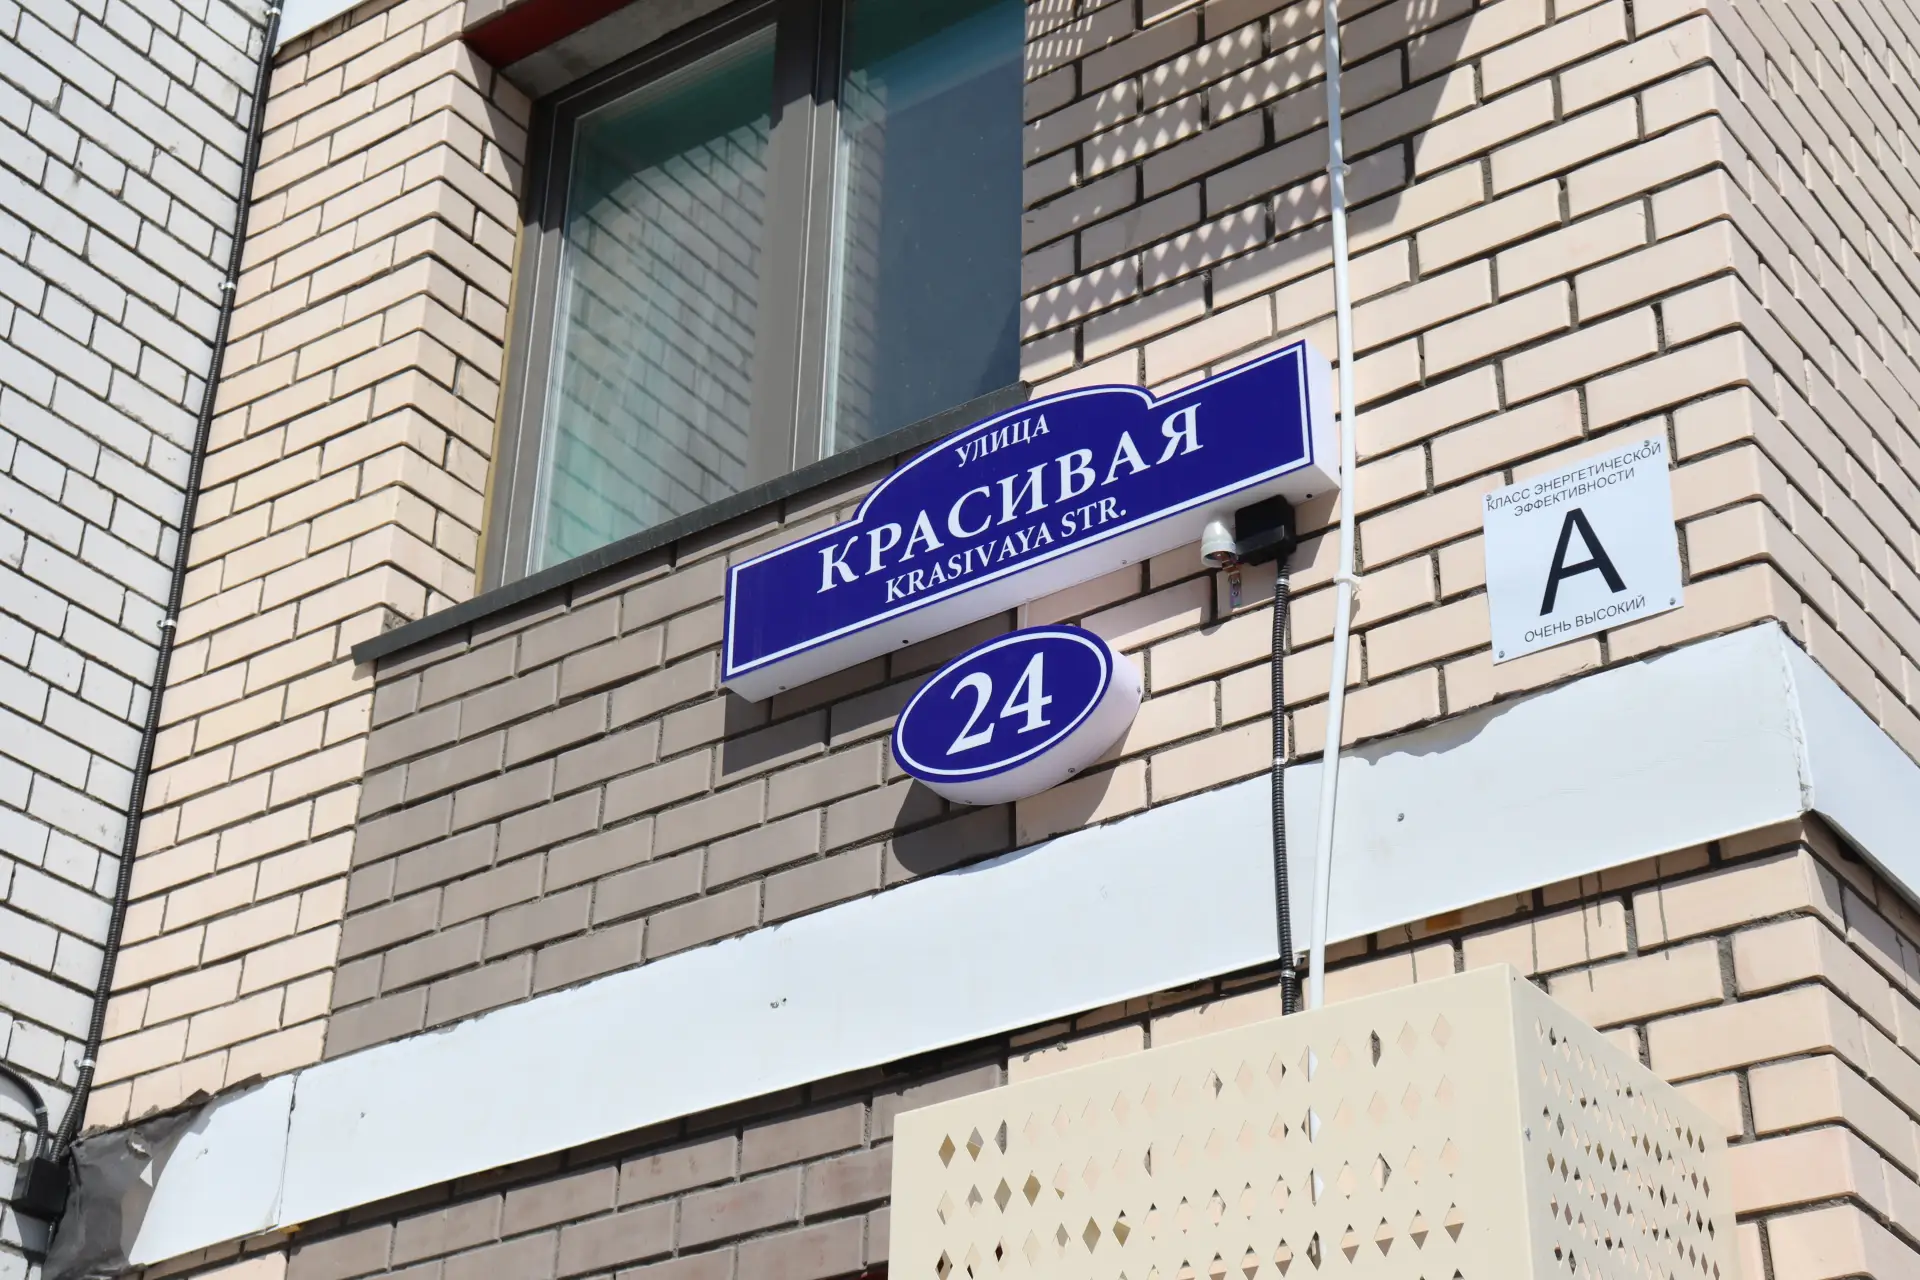 УЛИЦА
КРАСИВАЯ
KRASIVAYA STR.
24
КЛАСС ЭНЕРГЕТИЧЕСКОЙ
ЭФФЕКТИВНОСТИ
А
ОЧЕНЬ ВЫСОКИЙ